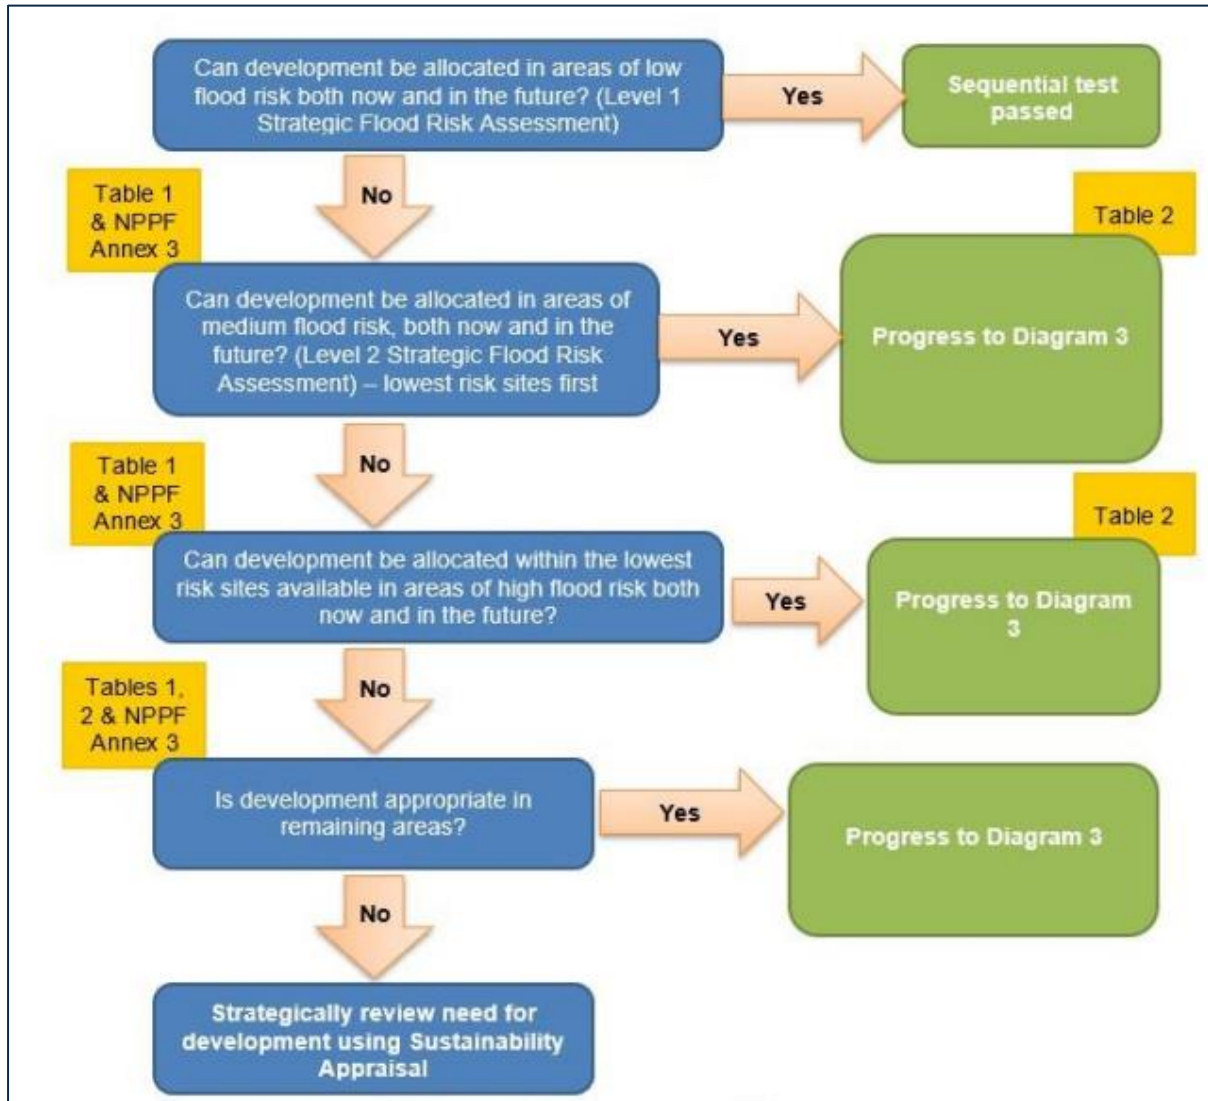 Can development be allocated in areas of low
flood risk both now and in the future? (Level 1
Strategic Flood Risk Assessment)
Yes
Sequential test
passed
No
Table 1
& NPPF
Annex 3
Table 2
Can development be allocated in areas of
medium flood risk, both now and in the
future? (Level 2 Strategic Flood Risk
Assessment) – lowest risk sites first
Yes
Progress to Diagram 3
No
Table 1
& NPPF
Annex 3
Table 2
Can development be allocated within the lowest
risk sites available in areas of high flood risk both
now and in the future?
Yes
Progress to Diagram
3
No
Tables 1,
2 & NPPF
Annex 3
Is development appropriate in
remaining areas?
Yes
Progress to Diagram 3
No
Strategically review need for
development using Sustainability
Appraisal